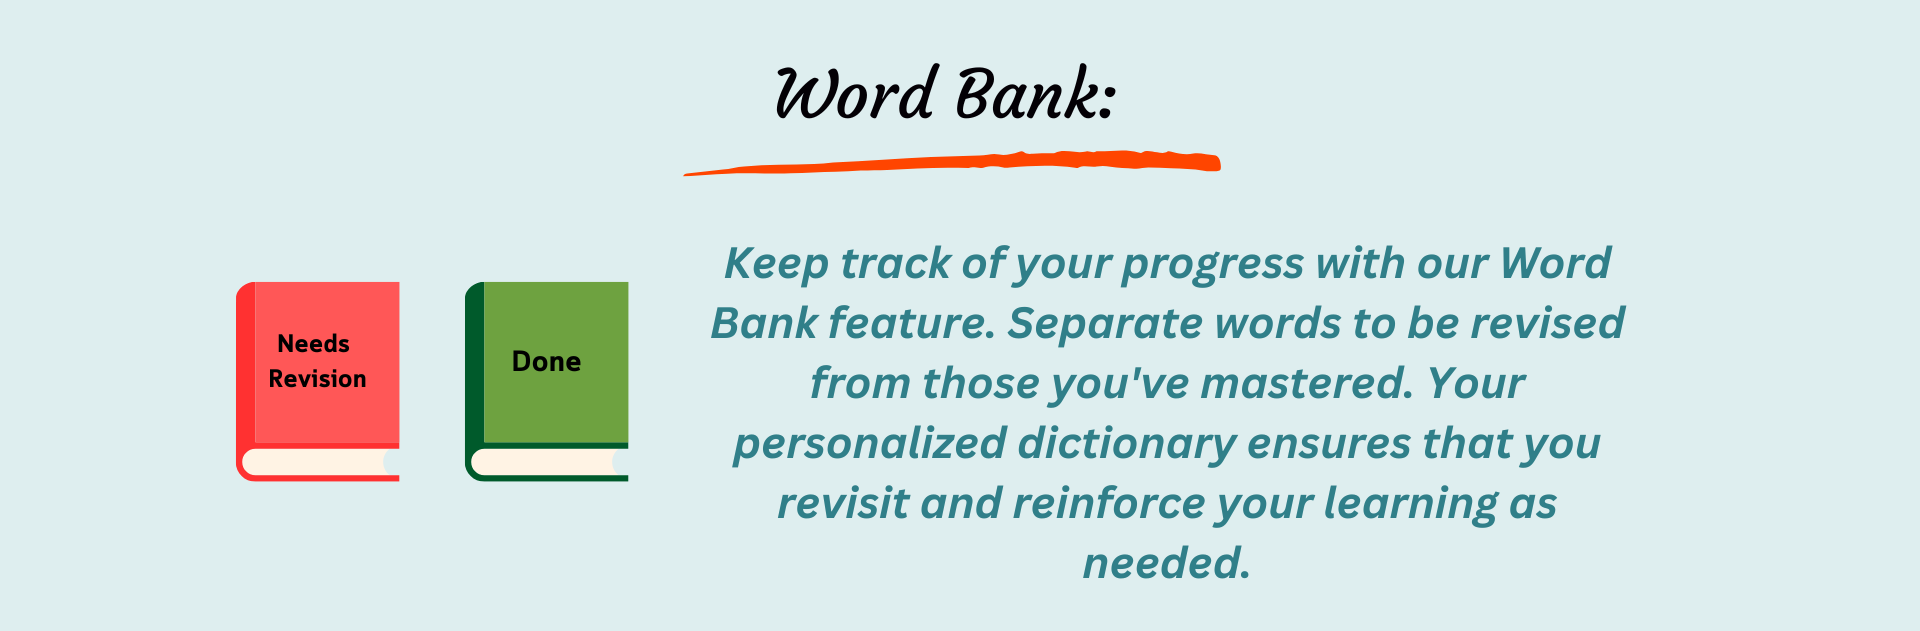 Word Bank:
Needs
Revision
Done
Keep track of your progress with our Word
Bank feature. Separate words to be revised
from those you've mastered. Your
personalized dictionary ensures that you
revisit and reinforce your learning as
needed.